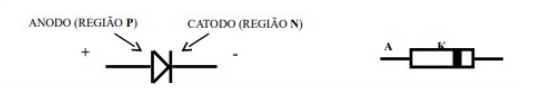 ANODO (REGIÃO P) CATODO (REGIÃO N)
+ -
A K